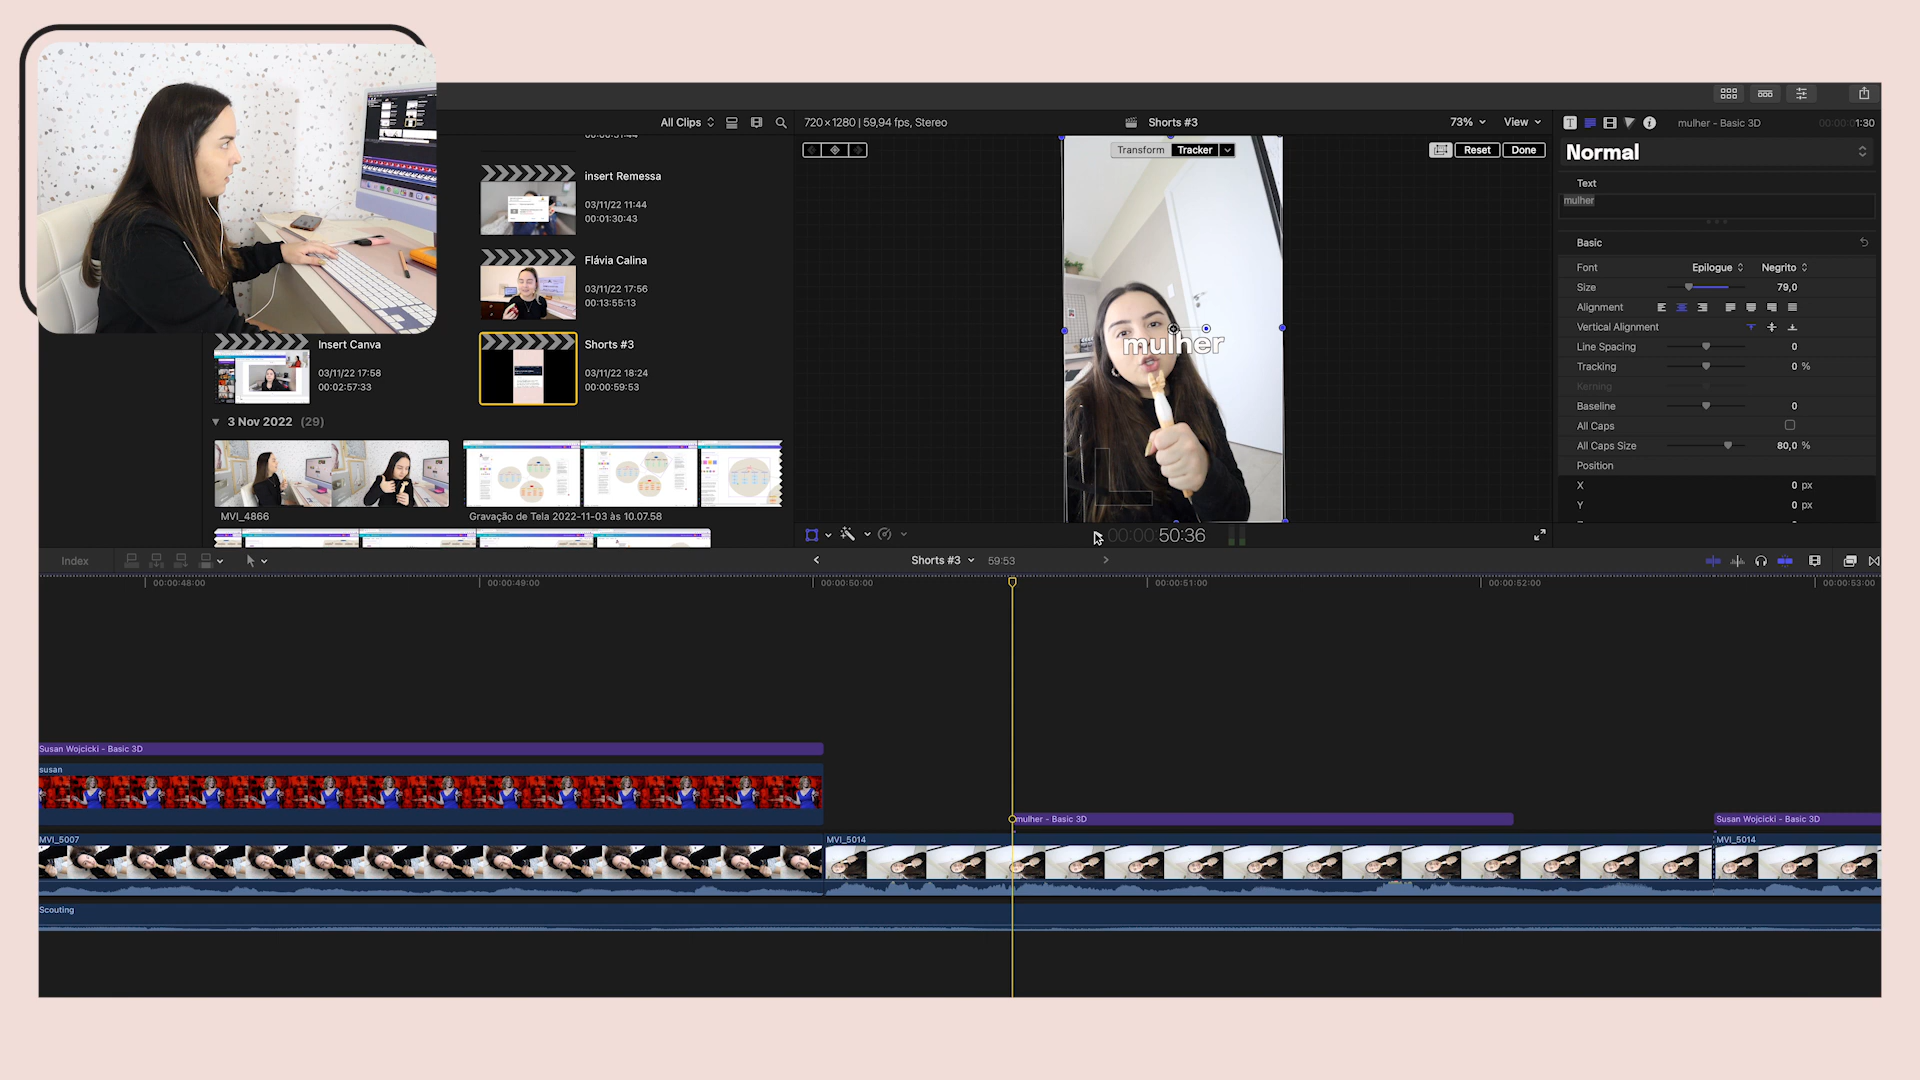 All Clips
720 × 1280 | 59,94 fps, Stereo
Shorts #3
73%
View
mulher - Basic 3D
00:00:01:30
Transform
Tracker
Reset
Done
Normal
Text
mulher
insert Remessa
03/11/22 11:44
00:01:30:43
Flávia Calina
03/11/22 17:56
00:13:55:13
Insert Canva
03/11/22 17:58
00:02:57:33
Shorts #3
03/11/22 18:24
00:00:59:53
3 Nov 2022 (29)
MVI_4866
Gravação de Tela 2022-11-03 às 10.07.58
mulher
Basic
Font
Epilogue
Negrito
Size
79,0
Alignment
Vertical Alignment
Line Spacing
0
Tracking
0 %
Kerning
Baseline
0
All Caps
All Caps Size
80,0 %
Position
X
0 px
Y
0 px
00:00:50:36
Index
Shorts #3
59:53
00:00:48:00
00:00:49:00
00:00:50:00
00:00:51:00
00:00:52:00
00:00:53:00
Susan Wojcicki - Basic 3D
susan
mulher - Basic 3D
Susan Wojcicki - Basic 3D
MVI_5007
MVI_5014
MVI_5014
Scouting